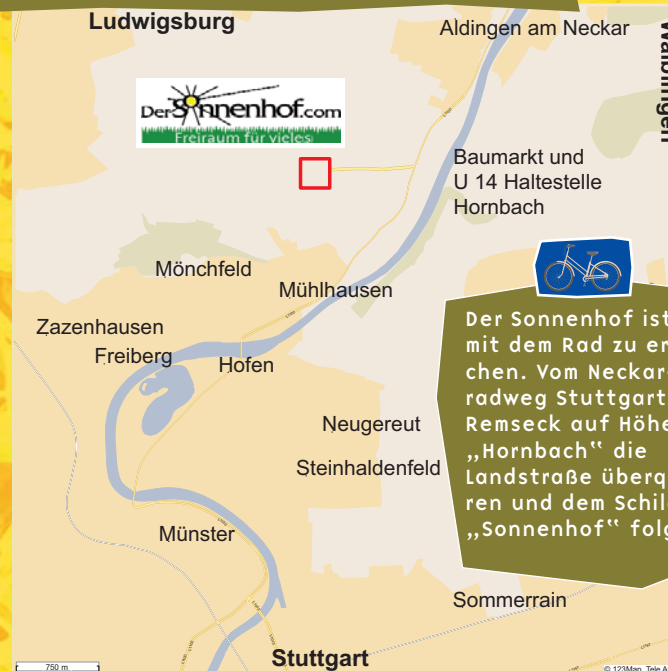 Ludwigsburg
Aldingen am Neckar
Waiblingen
DerSonnenhof.com
Freiraum für vieles
Baumarkt und
U 14 Haltestelle
Hornbach
Mönchfeld
Mühlhausen
Zazenhausen
Freiberg
Hofen
Der Sonnenhof ist
mit dem Rad zu er
chen. Vom Neckar
radweg Stuttgart
Remseck auf Höhe
„Hornbach“ die
Landstraße überq
ren und dem Schil
„Sonnenhof“ folg
Neugereut
Steinhaldenfeld
Münster
Sommerrain
Stuttgart
750 m
© 123Map, Tele A